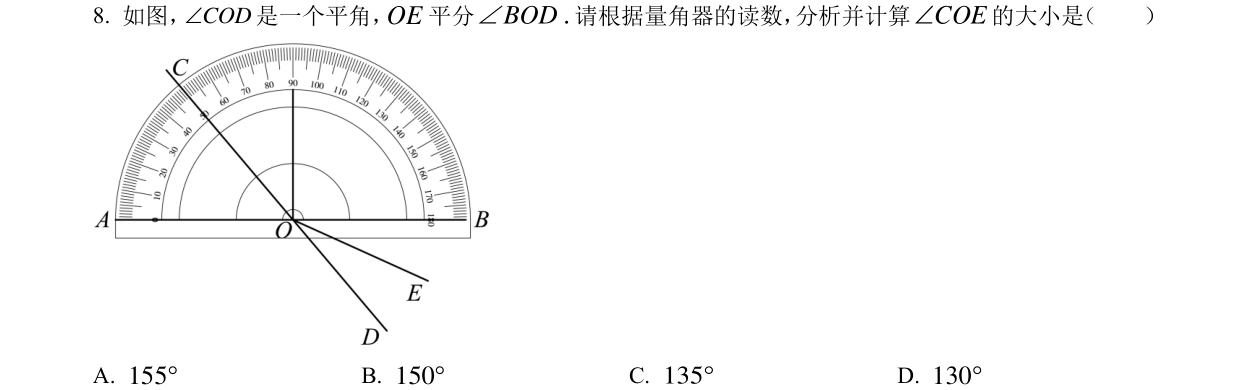 8. 如图，∠COD 是一个平角，OE 平分∠BOD．请根据量角器的读数，分析并计算∠COE 的大小是(　　)
C
0 10 20 30 40 50 60 70 80 90 100 110 120 130 140 150 160 170 180
A O B
E
D
A. 155° B. 150° C. 135° D. 130°